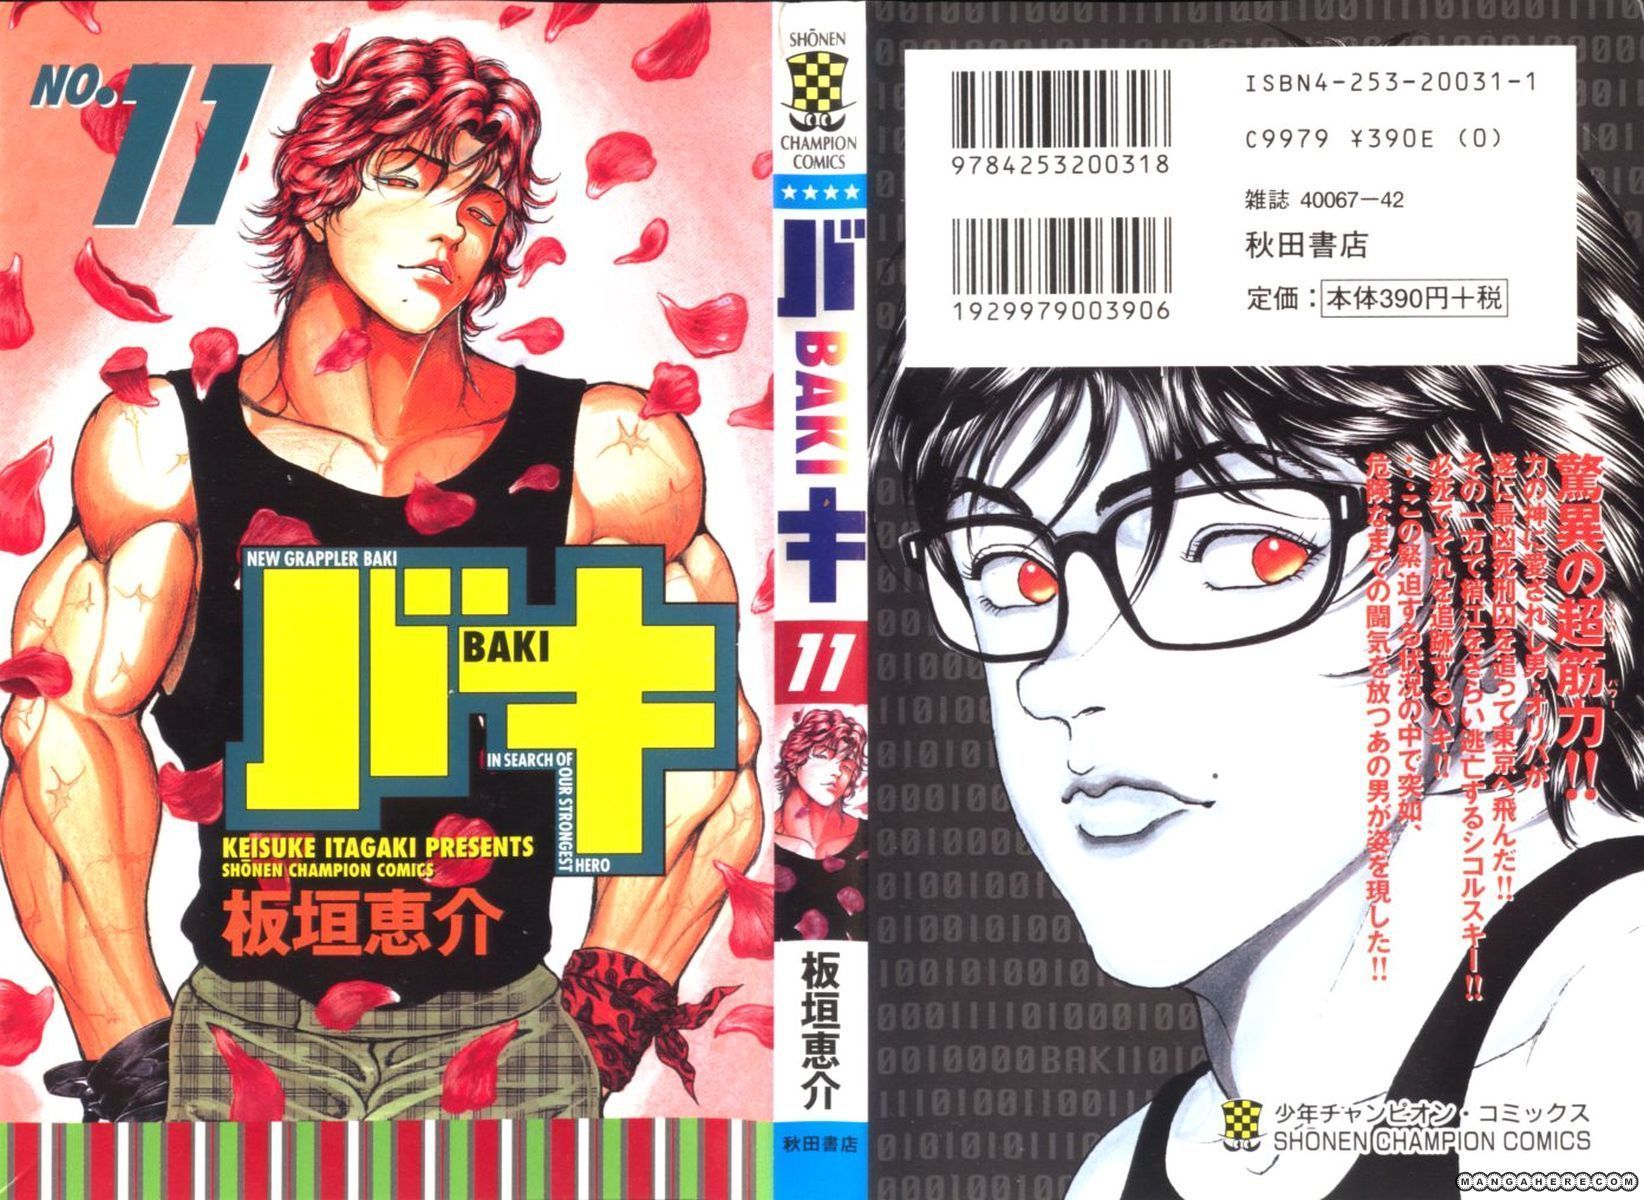 NO.11
NEW GRAPPLER BAKI
バキ
BAKI
IN SEARCH OF
OUR STRONGEST
HERO
KEISUKE ITAGAKI PRESENTS
SHŌNEN CHAMPION COMICS
板垣恵介
SHŌNEN
CHAMPION
COMICS
バ
BAKI
キ
11
板垣恵介
秋田書店
9784253200318
1929979003906
ISBN4-253-20031-1
C9979 ¥390E (0)
雑誌 40067-42
秋田書店
定価：本体390円+税
驚異の超筋力!!
力の神に愛されし男・オリバが
遂に最凶死刑囚を追って東京へ飛んだ!!
その一方で梢江をさらい逃亡するシコルスキー!!
必死でそれを追跡するバキ!!
…この緊迫する状況の中で突如、
危険なまでの闘気を放つあの男が姿を現した!!
少年チャンピオン・コミックス
SHŌNEN CHAMPION COMICS
MANGAHERE.COM